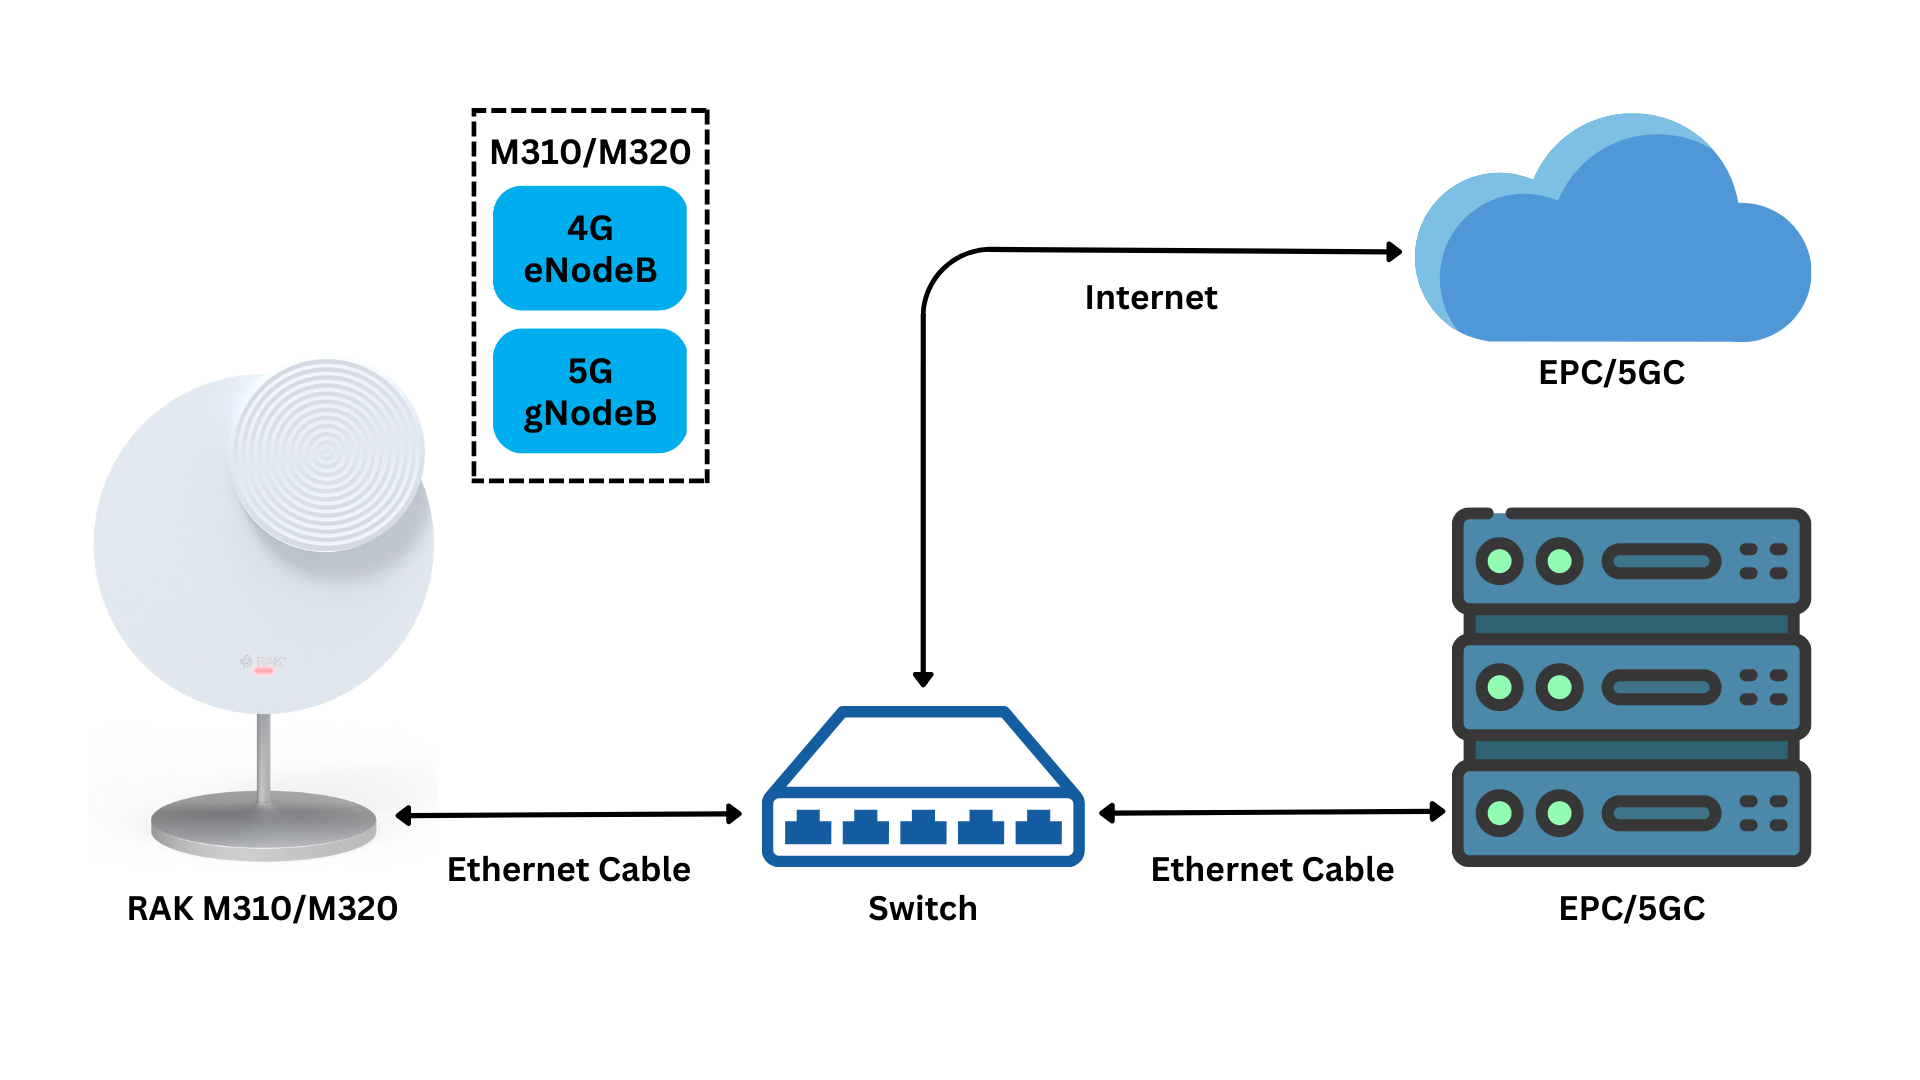 M310/M320
4G
eNodeB
5G
gNodeB
Internet
EPC/5GC
RAK
Ethernet Cable
Ethernet Cable
RAK M310/M320
Switch
EPC/5GC